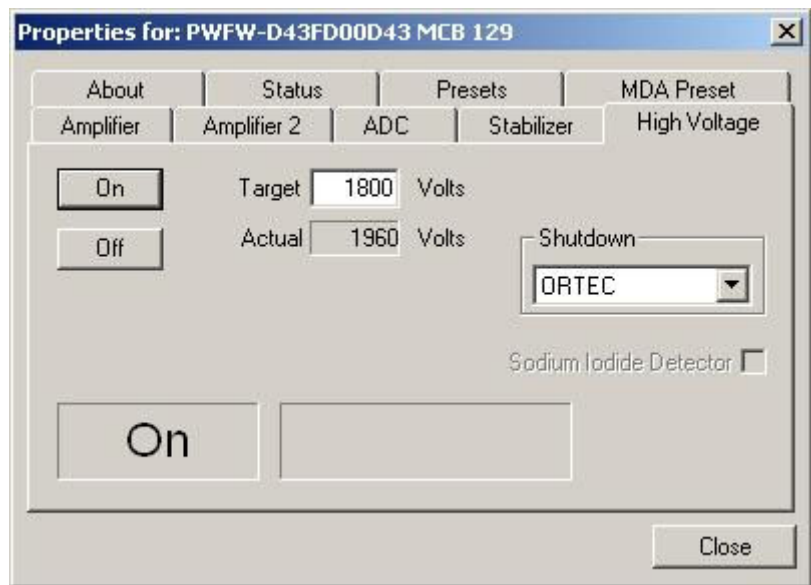 Properties for: PWFW-D43FD00D43 MCB 129
About Status Presets MDA Preset
Amplifier Amplifier 2 ADC Stabilizer High Voltage
On Target 1800 Volts
Off Actual 1960 Volts
Shutdown
ORTEC
Sodium Iodide Detector
On
Close